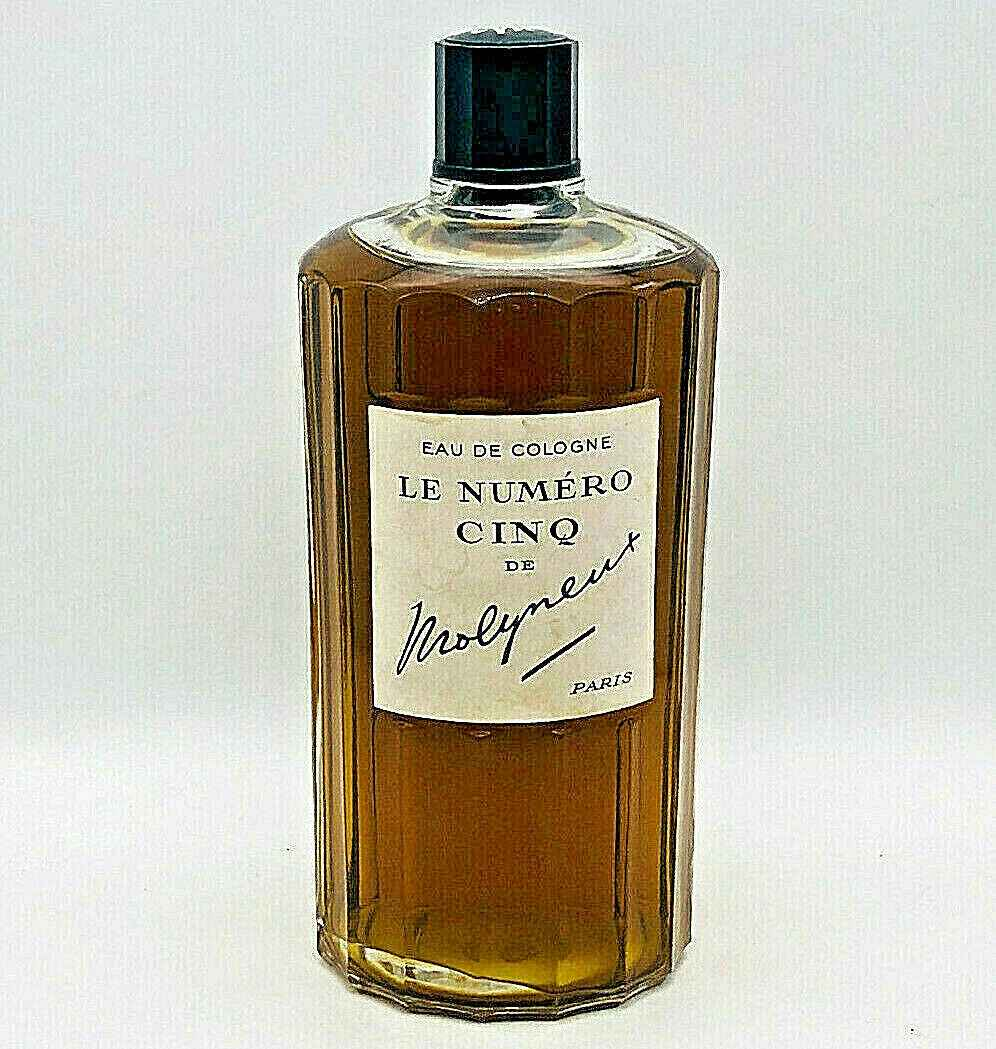 EAU DE COLOGNE
LE NUMÉRO
CINQ
DE
Molyneux
PARIS